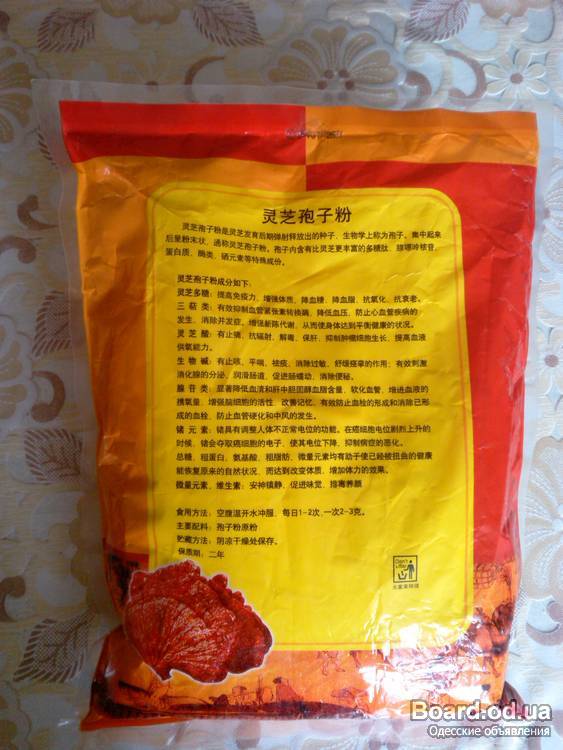 灵芝孢子粉
灵芝孢子粉是灵芝发育后期弹射释放出的种子、生物学上称为孢子。集中起来
后呈粉末状，通称灵芝孢子粉。孢子内含有比灵芝更丰富的多糖肽、腺嘌呤核苷、
蛋白质、酶类、硒元素等特殊成份。
灵芝孢子粉成分如下:
灵芝多糖: 提高免疫力、增强体质、降血糖、降血脂、抗氧化、抗衰老。
三 萜 类: 有效抑制血管紧张素转换酶、降低血压、防止心血管疾病的
发生、消除并发症，增强新陈代谢、从而使身体达到平衡健康的状况。
灵 芝 酸: 有止痛、抗辐射、解毒、保肝、抑制肿瘤细胞生长、提高血液
供氧能力。
生 物 碱: 有止咳、平喘、祛痰、消除过敏、舒缓痉挛的作用; 有效刺激
消化腺的分泌、润滑肠道、促进肠蠕动、消除便秘。
腺 苷 类: 显著降低血清和肝中胆固醇血脂含量、软化血管、增进血液的
携氧量，增强脑细胞的活性、改善记忆、有效防止血栓的形成和消除已形
成的血栓、防止血管硬化和中风的发生。
锗 元 素: 锗具有调整人体不正常电位的功能。在癌细胞电位剧烈上升的
时候，锗会夺取癌细胞的电子，使其电位下降，抑制病症的恶化。
总糖、粗蛋白、氨基酸、粗脂肪、微量元素均有助于使已经被扭曲的健康
能恢复原来的自然状况、而达到改变体质、增加体力的效果。
微量元素、维生素: 安神镇静、促进味觉、排毒养颜
食用方法: 空腹温开水冲服、每日1-2次，一次2-3克。
主要配料: 孢子粉原粉
贮藏方法: 阴凉干燥处保存。
保质期: 二年
Don't Litter
Board.od.ua
Одесские объявления